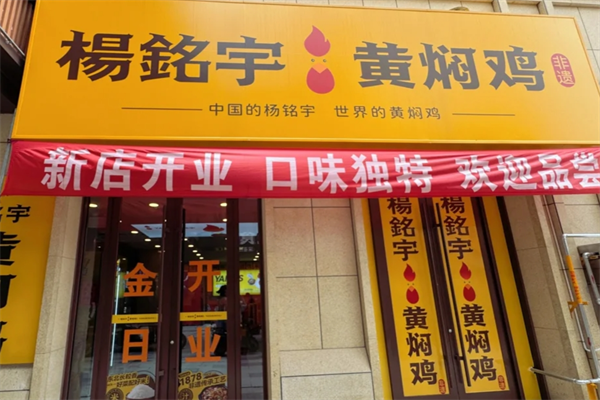 楊銘宇 黄焖鸡 非遗
中国的杨铭宇 世界的黄焖鸡
新店开业 口味独特 欢迎品尝
楊銘宇黄焖鸡
楊銘宇黄焖鸡
金日
开业